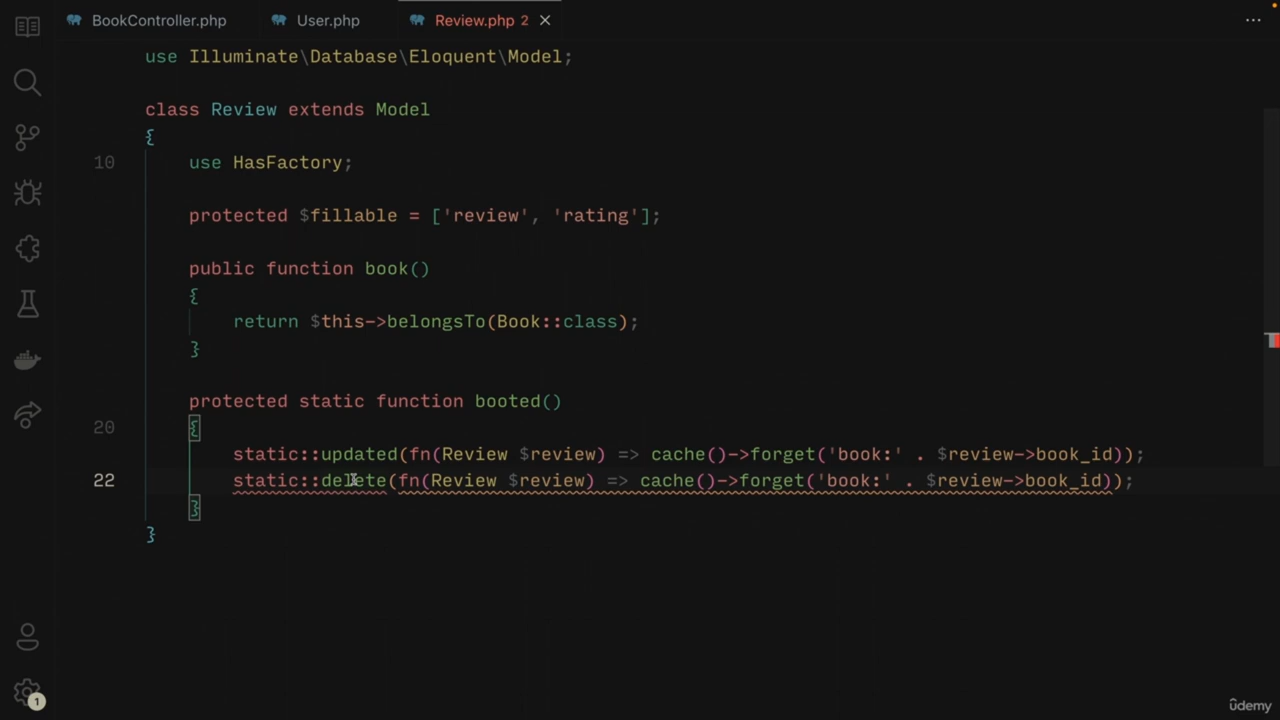 BookController.php User.php Review.php 2
use Illuminate\Database\Eloquent\Model;
class Review extends Model
{
10 use HasFactory;
protected $fillable = ['review', 'rating'];
public function book()
{
return $this->belongsTo(Book::class);
}
protected static function booted()
20 {
static::updated(fn(Review $review) => cache()->forget('book:' . $review->book_id));
22 static::delete(fn(Review $review) => cache()->forget('book:' . $review->book_id));
}
}
1
ûdemy